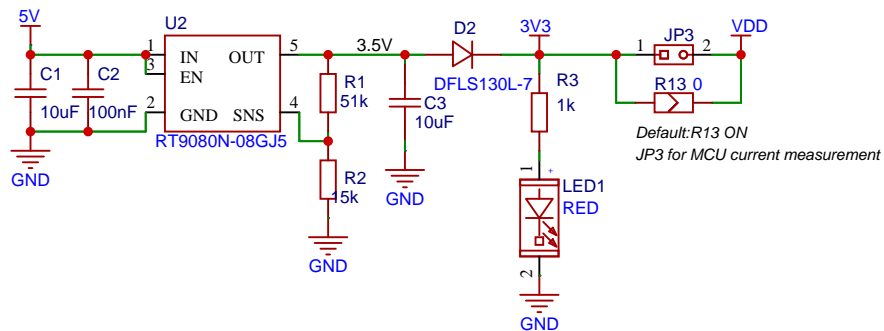 5V
U2
D2
3V3
VDD
1
IN
OUT
5
3.5V
1
JP3
2
3
EN
C1
C2
R1
51k
DFLS130L-7
R3
1k
R13 0
10uF
100nF
2
GND
SNS
4
C3
10uF
RT9080N-08GJ5
Default:R13 ON
JP3 for MCU current measurement
GND
R2
15k
GND
1
+
LED1
RED
GND
2
GND